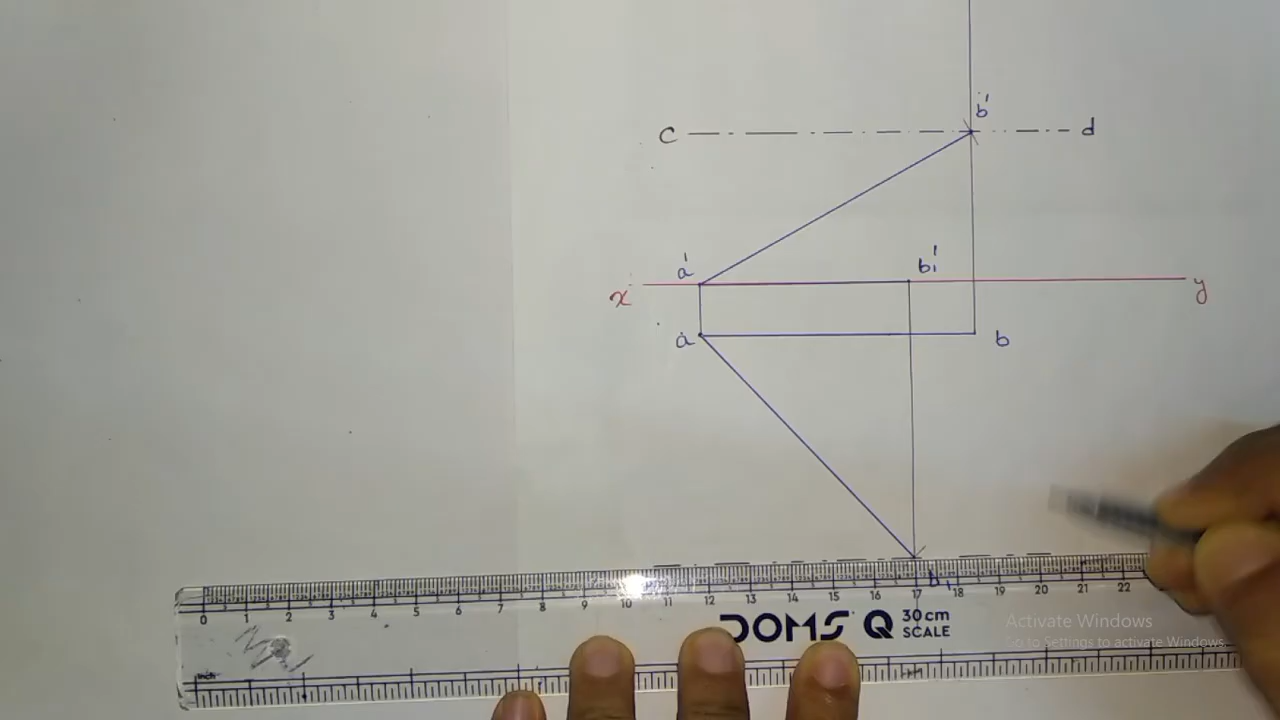 b'
c
d
a'
b₁'
x
y
a
b
b₁
0 1 2 3 4 5 6 7 8 9 10 11 12 13 14 15 16 17 18 19 20 21 22
DOMS Q 30cm
SCALE
Activate Windows
Go to Settings to activate Windows.